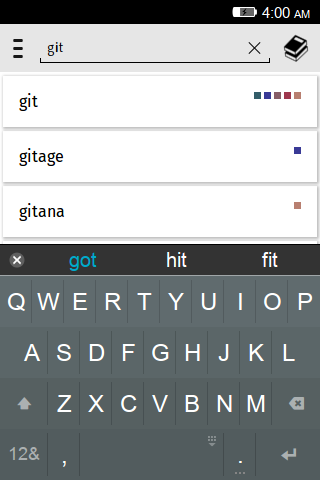 4:00 AM
git
git
gitage
gitana
got hit fit
Q W E R T Y U I O P
A S D F G H J K L
Z X C V B N M
12& , .